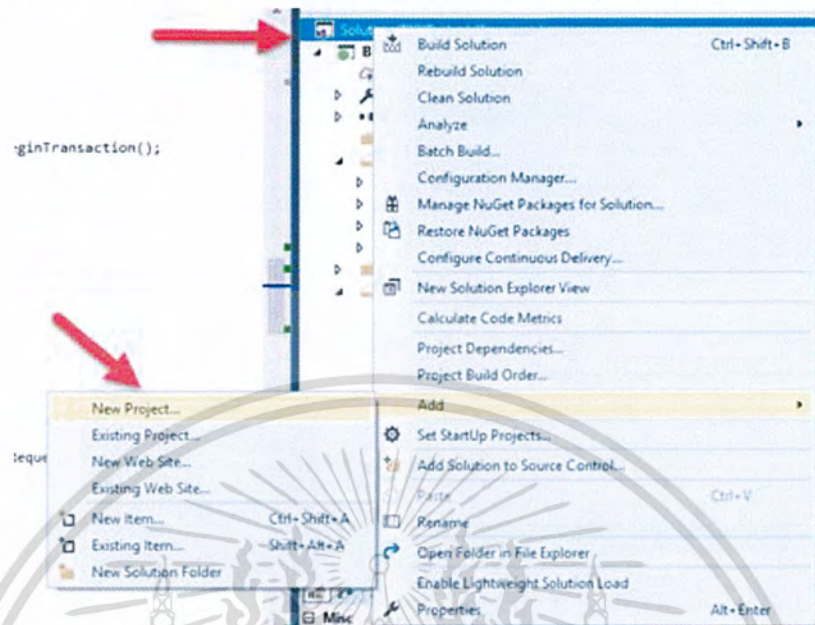 Solution
B
Build Solution Ctrl+Shift+B
Rebuild Solution
Clean Solution
Analyze
Batch Build...
Configuration Manager...
Manage NuGet Packages for Solution...
Restore NuGet Packages
Configure Continuous Delivery...
New Solution Explorer View
Calculate Code Metrics
Project Dependencies...
Project Build Order...
Add
Set StartUp Projects...
Add Solution to Source Control...
Paste Ctrl+V
Rename
Open Folder in File Explorer
Enable Lightweight Solution Load
Properties Alt+Enter
ginTransaction();
New Project...
Existing Project...
New Web Site...
Existing Web Site...
New Item... Ctrl+Shift+A
Existing Item... Shift+Alt+A
New Solution Folder
Seque
Misc